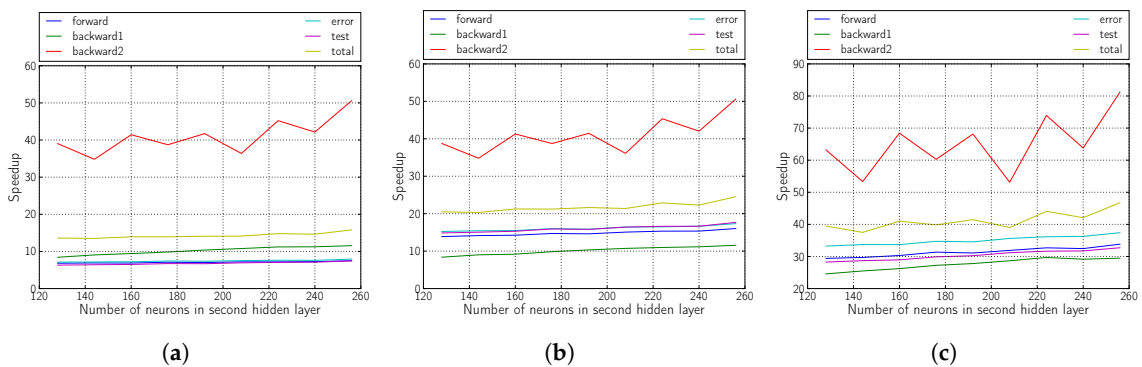 forward
backward1
backward2
error
test
total
60
50
40
30
20
10
0
Speedup
120 140 160 180 200 220 240 260
Number of neurons in second hidden layer
(a)
forward
backward1
backward2
error
test
total
60
50
40
30
20
10
0
Speedup
120 140 160 180 200 220 240 260
Number of neurons in second hidden layer
(b)
forward
backward1
backward2
error
test
total
90
80
70
60
50
40
30
20
Speedup
120 140 160 180 200 220 240 260
Number of neurons in second hidden layer
(c)